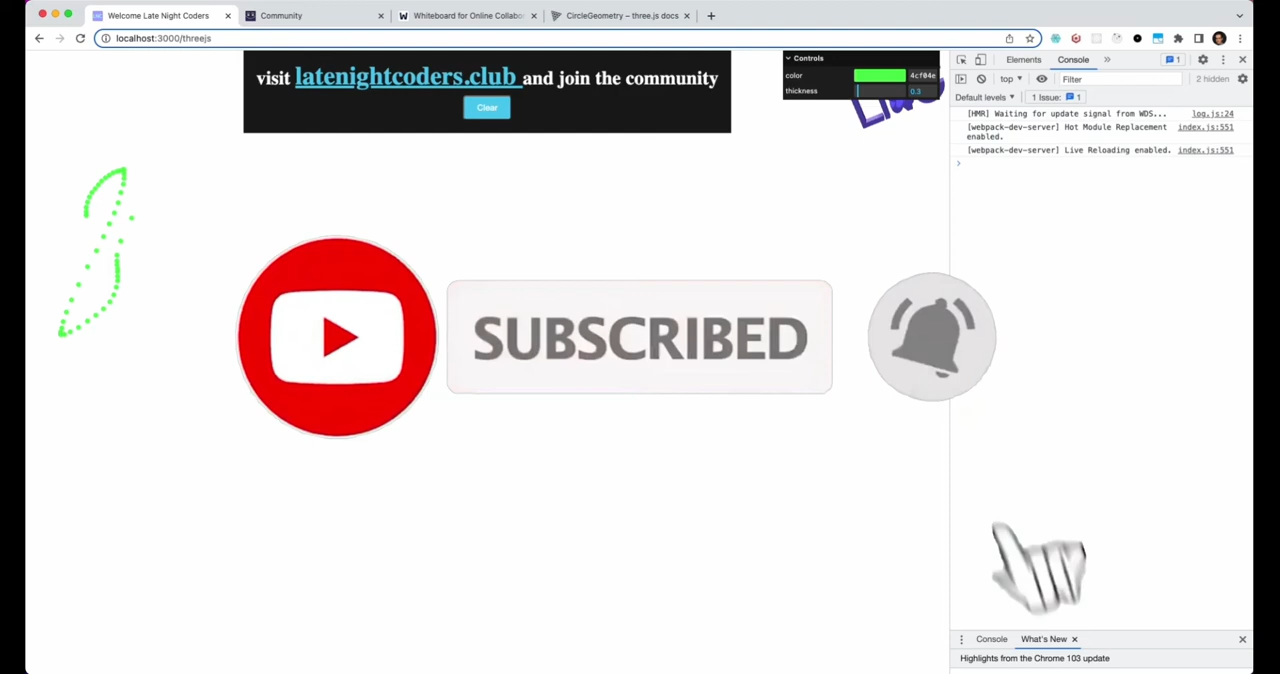 Welcome Late Night Coders
Community
Whiteboard for Online Collabo
CircleGeometry – three.js docs
localhost:3000/threejs
visit latenightcoders.club and join the community
Clear
Controls
color 4cf04e
thickness 0.3
Elements Console » 1
top Filter 2 hidden
Default levels 1 Issue: 1
[HMR] Waiting for update signal from WDS... log.js:24
[webpack-dev-server] Hot Module Replacement index.js:551
enabled.
[webpack-dev-server] Live Reloading enabled. index.js:551
SUBSCRIBED
Console What's New
Highlights from the Chrome 103 update